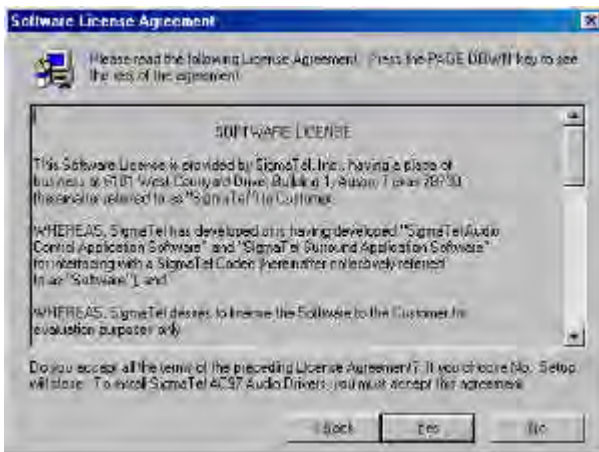 Software License Agreement
Please read the following License Agreement. Press the PAGE DOWN key to see
the rest of the agreement.
SOFTWARE LICENSE
This Software License is provided by SigmaTel, Inc., having a place of
business at 6101 West Courtyard Drive, Building 1, Austin, Texas 78730
(hereinafter referred to as "SigmaTel") to Customer.
WHEREAS, SigmaTel has developed or is having developed "SigmaTel Audio
Control Application Software" and "SigmaTel Surround Application Software"
for interfacing with a SigmaTel Codec (hereinafter collectively referred
to as "Software"), and
WHEREAS, SigmaTel desires to license the Software to the Customer for
evaluation purposes only
Do you accept all the terms of the preceding License Agreement? If you choose No, Setup
will close. To install SigmaTel AC97 Audio Drivers, you must accept this agreement.
< Back
Yes
No